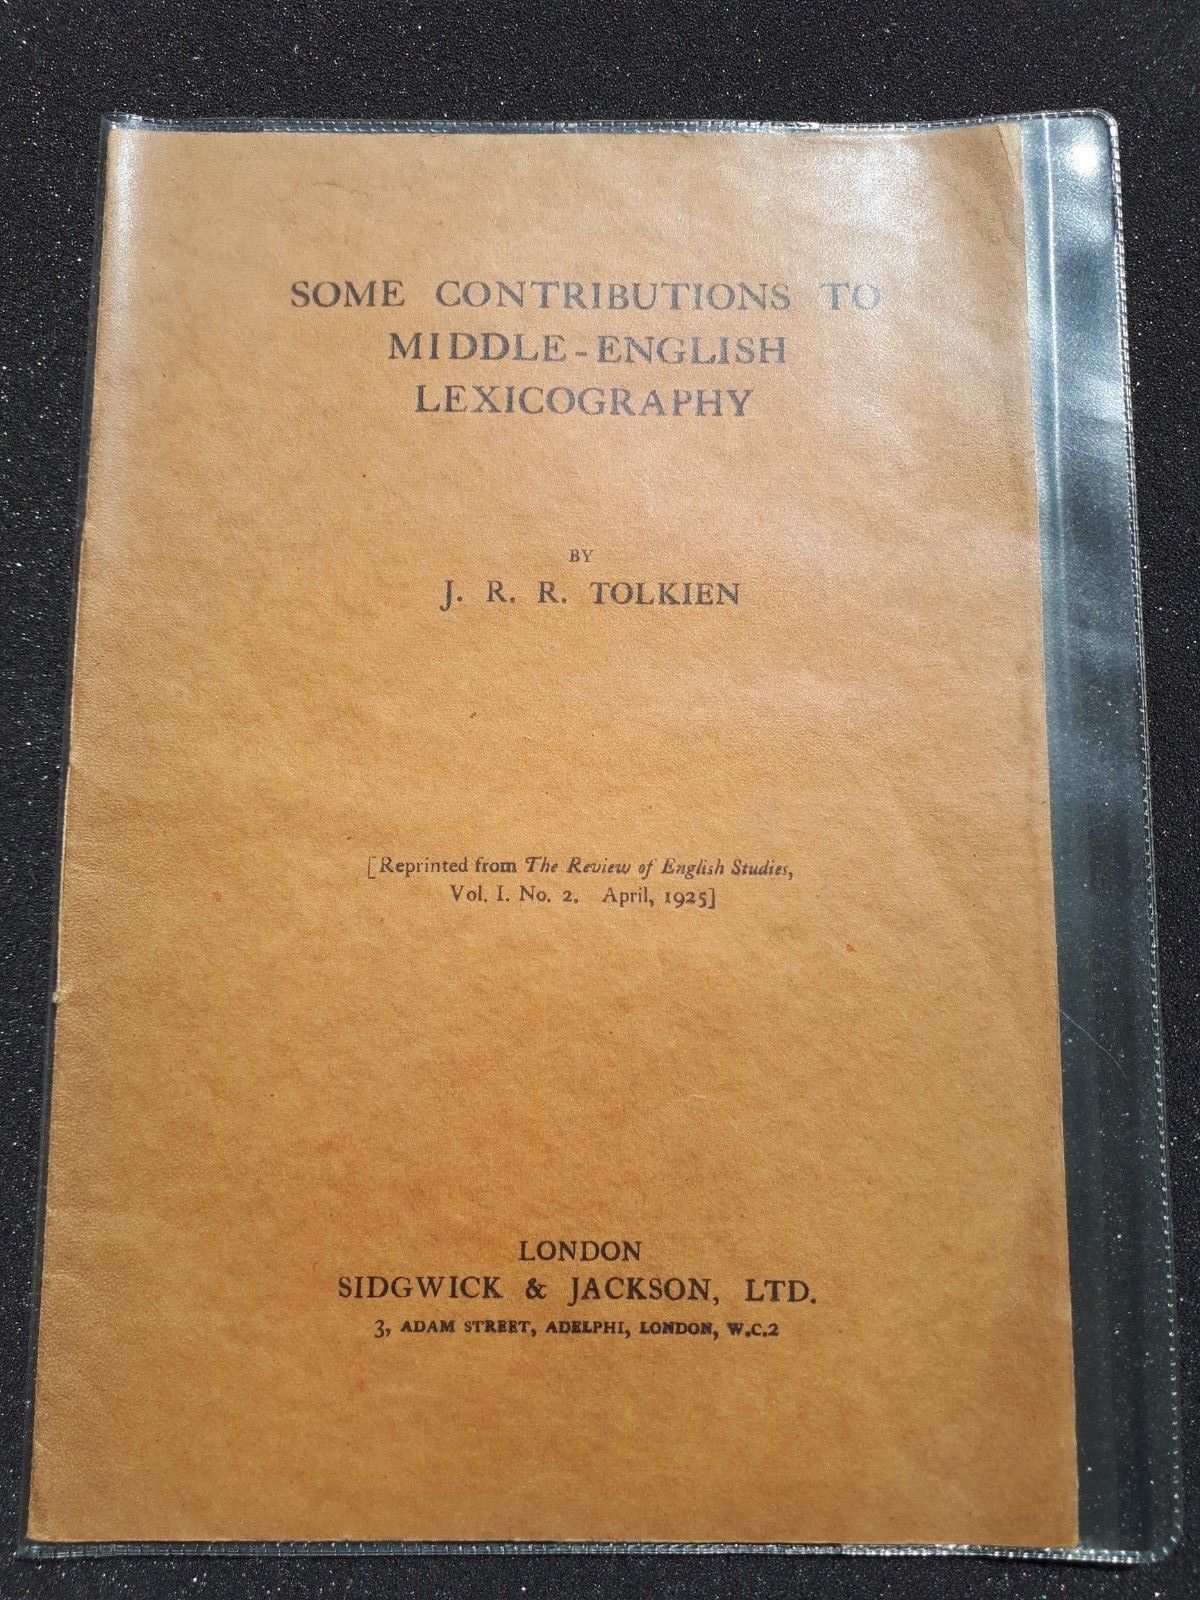 SOME CONTRIBUTIONS TO
MIDDLE-ENGLISH
LEXICOGRAPHY
BY
J. R. R. TOLKIEN
[Reprinted from The Review of English Studies,
Vol. I. No. 2. April, 1925]
LONDON
SIDGWICK & JACKSON, LTD.
3, ADAM STREET, ADELPHI, LONDON, W.C.2